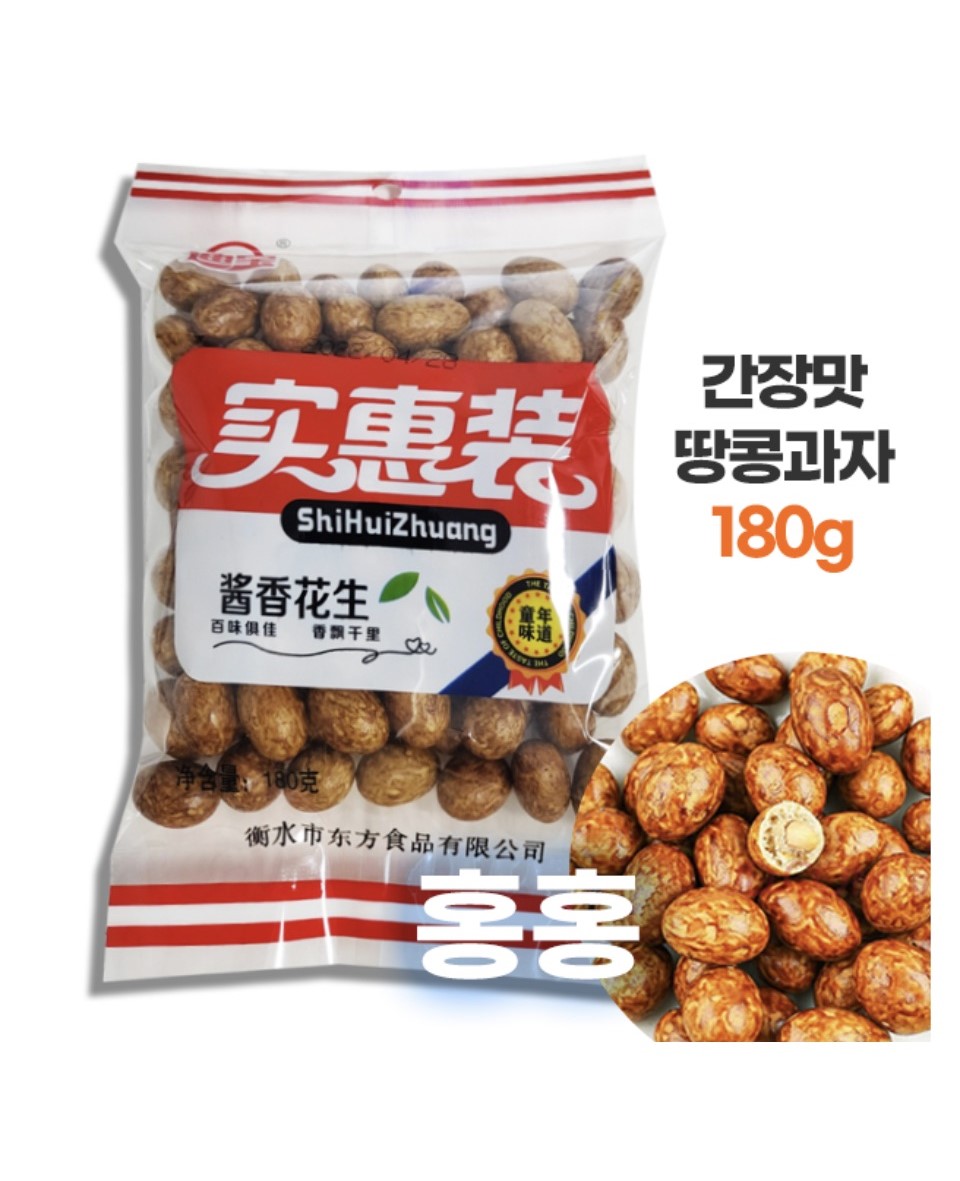 ®
实惠装
ShiHuiZhuang
酱香花生
百味俱佳 香飘千里
童年
味道
净含量：180克
衡水市东方食品有限公司
간장맛
땅콩과자
180g
홍홍